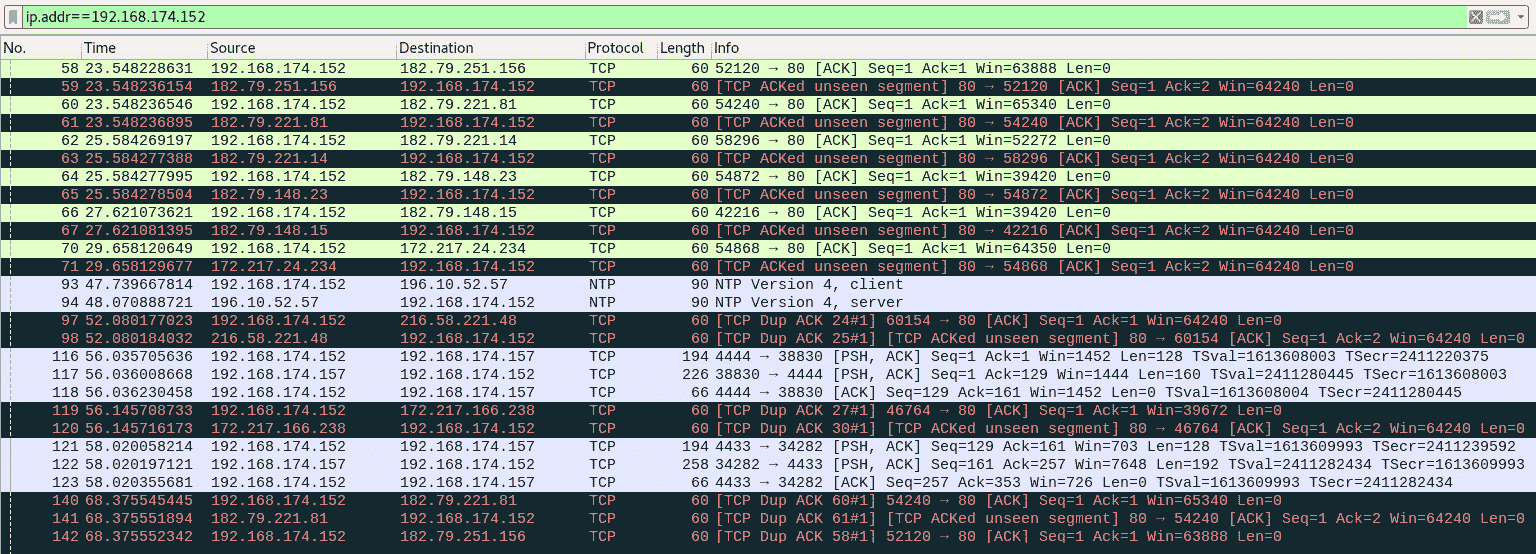 ip.addr==192.168.174.152
No. Time Source Destination Protocol Length Info
58 23.548228631 192.168.174.152 182.79.251.156 TCP 60 52120 → 80 [ACK] Seq=1 Ack=1 Win=63888 Len=0
59 23.548236154 182.79.251.156 192.168.174.152 TCP 60 [TCP ACKed unseen segment] 80 → 52120 [ACK] Seq=1 Ack=2 Win=64240 Len=0
60 23.548236546 192.168.174.152 182.79.221.81 TCP 60 54240 → 80 [ACK] Seq=1 Ack=1 Win=65340 Len=0
61 23.548236895 182.79.221.81 192.168.174.152 TCP 60 [TCP ACKed unseen segment] 80 → 54240 [ACK] Seq=1 Ack=2 Win=64240 Len=0
62 25.584269197 192.168.174.152 182.79.221.14 TCP 60 58296 → 80 [ACK] Seq=1 Ack=1 Win=52272 Len=0
63 25.584277388 182.79.221.14 192.168.174.152 TCP 60 [TCP ACKed unseen segment] 80 → 58296 [ACK] Seq=1 Ack=2 Win=64240 Len=0
64 25.584277995 192.168.174.152 182.79.148.23 TCP 60 54872 → 80 [ACK] Seq=1 Ack=1 Win=39420 Len=0
65 25.584278504 182.79.148.23 192.168.174.152 TCP 60 [TCP ACKed unseen segment] 80 → 54872 [ACK] Seq=1 Ack=2 Win=64240 Len=0
66 27.621073621 192.168.174.152 182.79.148.15 TCP 60 42216 → 80 [ACK] Seq=1 Ack=1 Win=39420 Len=0
67 27.621081395 182.79.148.15 192.168.174.152 TCP 60 [TCP ACKed unseen segment] 80 → 42216 [ACK] Seq=1 Ack=2 Win=64240 Len=0
70 29.658120649 192.168.174.152 172.217.24.234 TCP 60 54868 → 80 [ACK] Seq=1 Ack=1 Win=64350 Len=0
71 29.658129677 172.217.24.234 192.168.174.152 TCP 60 [TCP ACKed unseen segment] 80 → 54868 [ACK] Seq=1 Ack=2 Win=64240 Len=0
93 47.739667814 192.168.174.152 196.10.52.57 NTP 90 NTP Version 4, client
94 48.070888721 196.10.52.57 192.168.174.152 NTP 90 NTP Version 4, server
97 52.080177023 192.168.174.152 216.58.221.48 TCP 60 [TCP Dup ACK 24#1] 60154 → 80 [ACK] Seq=1 Ack=1 Win=64240 Len=0
98 52.080184032 216.58.221.48 192.168.174.152 TCP 60 [TCP Dup ACK 25#1] [TCP ACKed unseen segment] 80 → 60154 [ACK] Seq=1 Ack=2 Win=64240 Len=0
116 56.035705636 192.168.174.152 192.168.174.157 TCP 194 4444 → 38830 [PSH, ACK] Seq=1 Ack=1 Win=1452 Len=128 TSval=1613608003 TSecr=2411220375
117 56.036008668 192.168.174.157 192.168.174.152 TCP 226 38830 → 4444 [PSH, ACK] Seq=1 Ack=129 Win=1444 Len=160 TSval=2411280445 TSecr=1613608003
118 56.036230458 192.168.174.152 192.168.174.157 TCP 66 4444 → 38830 [ACK] Seq=129 Ack=161 Win=1452 Len=0 TSval=1613608004 TSecr=2411280445
119 56.145708733 192.168.174.152 172.217.166.238 TCP 60 [TCP Dup ACK 27#1] 46764 → 80 [ACK] Seq=1 Ack=1 Win=39672 Len=0
120 56.145716173 172.217.166.238 192.168.174.152 TCP 60 [TCP Dup ACK 30#1] [TCP ACKed unseen segment] 80 → 46764 [ACK] Seq=1 Ack=2 Win=64240 Len=0
121 58.020058214 192.168.174.152 192.168.174.157 TCP 194 4433 → 34282 [PSH, ACK] Seq=129 Ack=161 Win=703 Len=128 TSval=1613609993 TSecr=2411239592
122 58.020197121 192.168.174.157 192.168.174.152 TCP 258 34282 → 4433 [PSH, ACK] Seq=161 Ack=257 Win=7648 Len=192 TSval=2411282434 TSecr=1613609993
123 58.020355681 192.168.174.152 192.168.174.157 TCP 66 4433 → 34282 [ACK] Seq=257 Ack=353 Win=726 Len=0 TSval=1613609993 TSecr=2411282434
140 68.375545445 192.168.174.152 182.79.221.81 TCP 60 [TCP Dup ACK 60#1] 54240 → 80 [ACK] Seq=1 Ack=1 Win=65340 Len=0
141 68.375551894 182.79.221.81 192.168.174.152 TCP 60 [TCP Dup ACK 61#1] [TCP ACKed unseen segment] 80 → 54240 [ACK] Seq=1 Ack=2 Win=64240 Len=0
142 68.375552342 192.168.174.152 182.79.251.156 TCP 60 [TCP Dup ACK 58#1] 52120 → 80 [ACK] Seq=1 Ack=1 Win=63888 Len=0